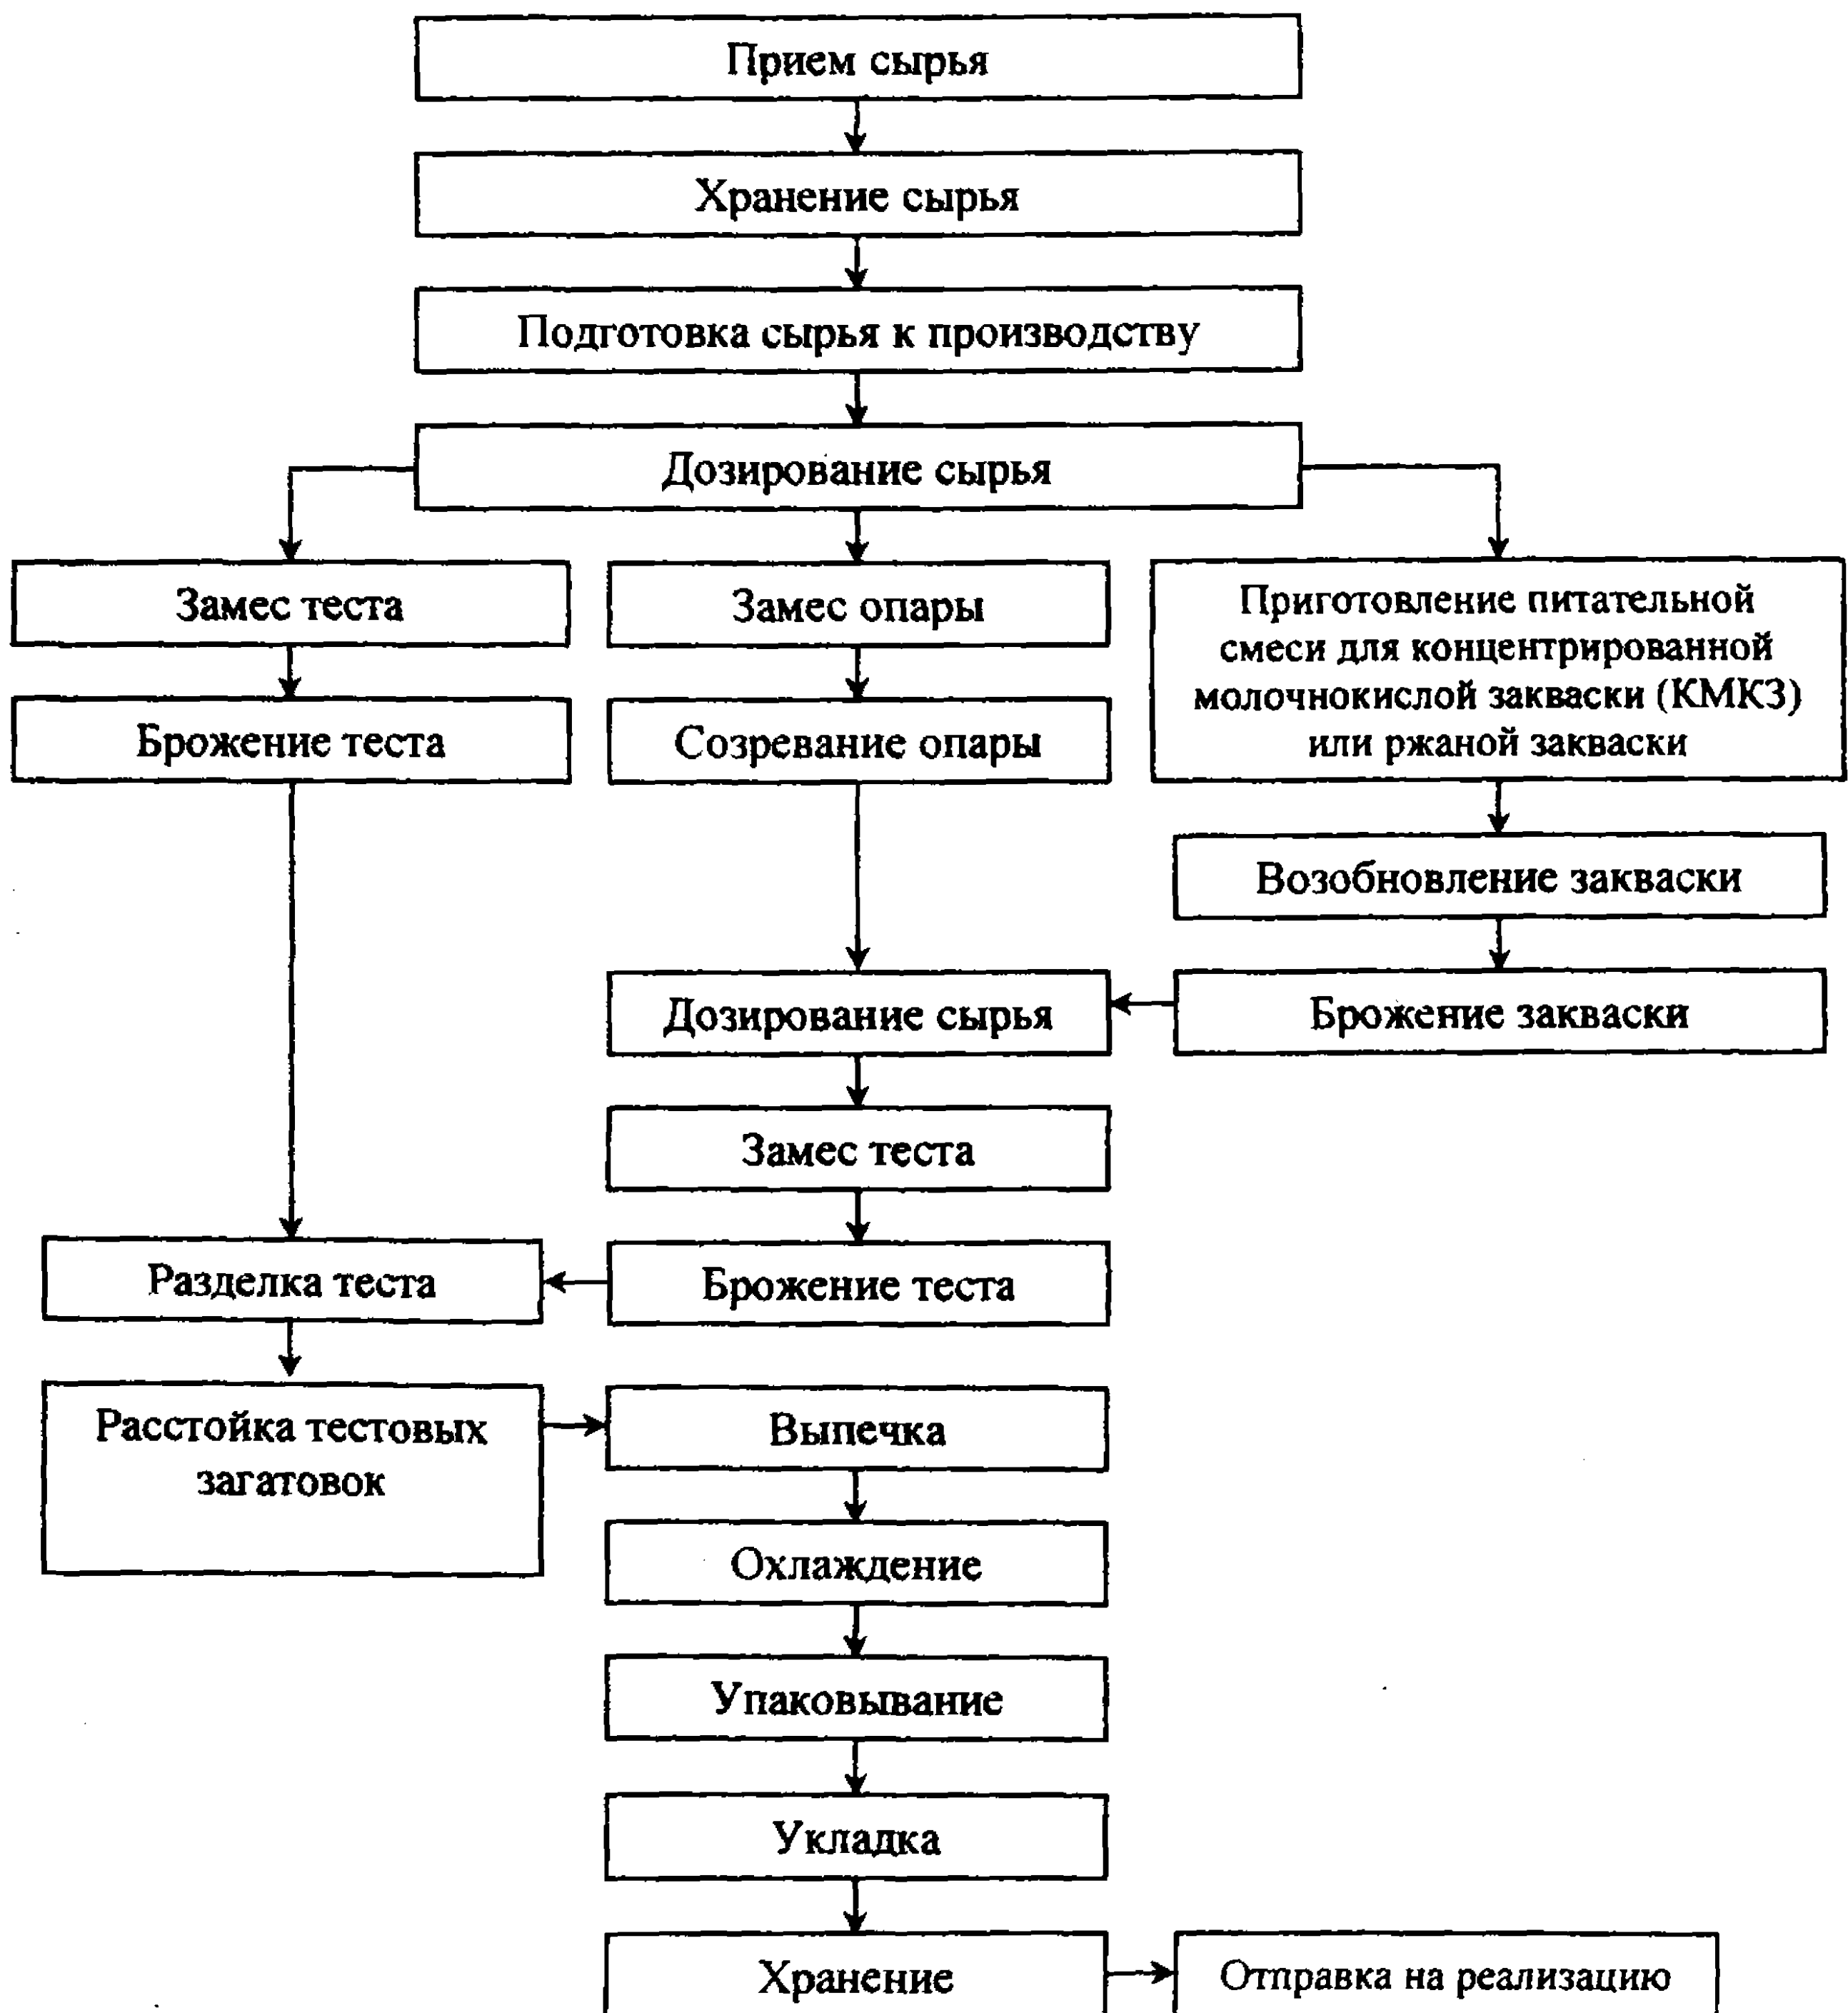 Прием сырья
Хранение сырья
Подготовка сырья к производству
Дозирование сырья
Замес теста
Замес опары
Приготовление питательной
смеси для концентрированной
молочнокислой закваски (КМКЗ)
или ржаной закваски
Брожение теста
Созревание опары
Возобновление закваски
Дозирование сырья
Брожение закваски
Замес теста
Разделка теста
Брожение теста
Расстойка тестовых
загатовок
Выпечка
Охлаждение
Упаковывание
Укладка
Хранение
Отправка на реализацию